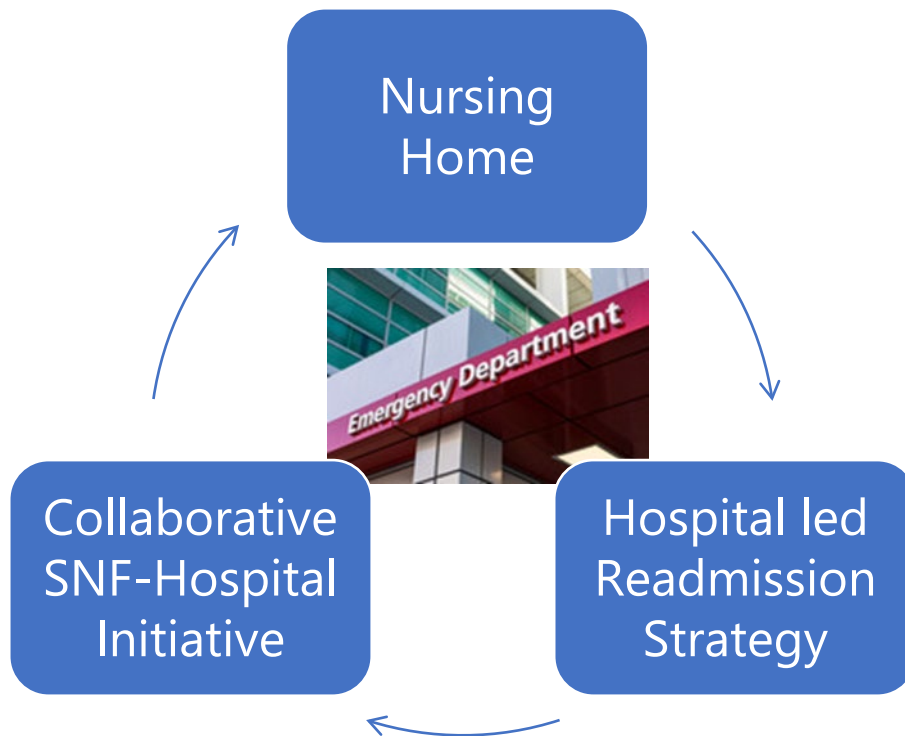 Nursing
Home
Emergency Department
Collaborative
SNF-Hospital
Initiative
Hospital led
Readmission
Strategy